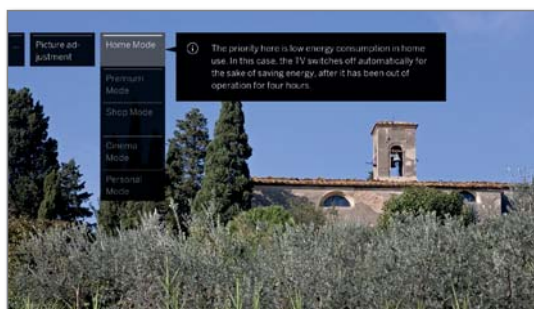 ...
Picture ad-
justment
Home Mode
The priority here is low energy consumption in home
use. In this case, the TV switches off automatically for
the sake of saving energy, after it has been out of
operation for four hours.
Premium
Mode
Shop Mode
Cinema
Mode
Personal
Mode